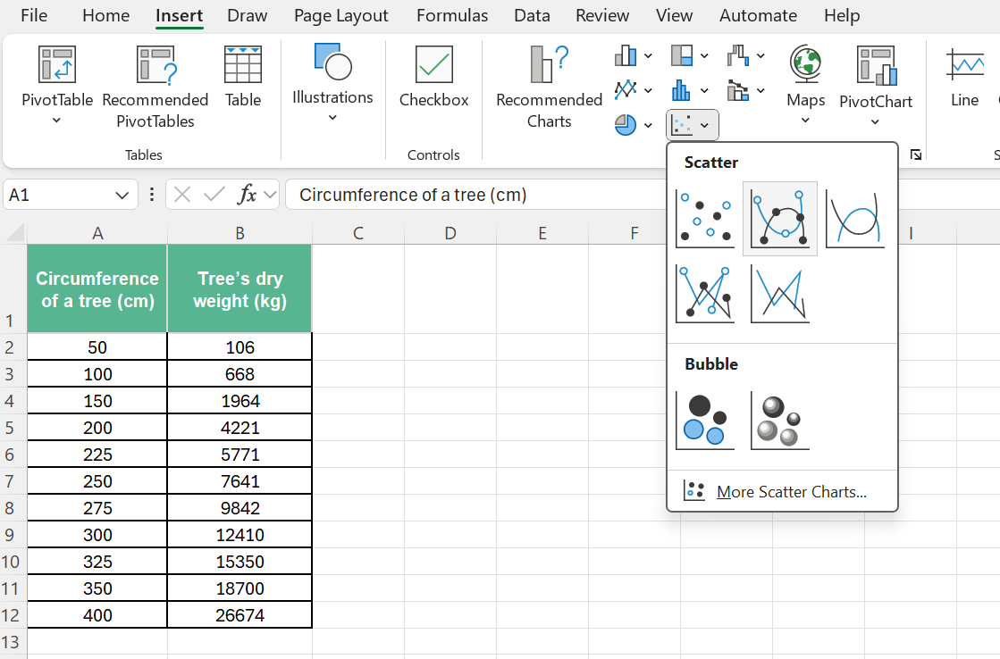 File Home Insert Draw Page Layout Formulas Data Review View Automate Help
PivotTable Recommended PivotTables Table Illustrations Checkbox Recommended Charts Maps PivotChart Line
Tables Controls
A1 fx Circumference of a tree (cm)
Scatter
Bubble
More Scatter Charts...
A B C D E F I
1 Circumference of a tree (cm) Tree’s dry weight (kg)
2 50 106
3 100 668
4 150 1964
5 200 4221
6 225 5771
7 250 7641
8 275 9842
9 300 12410
10 325 15350
11 350 18700
12 400 26674
13